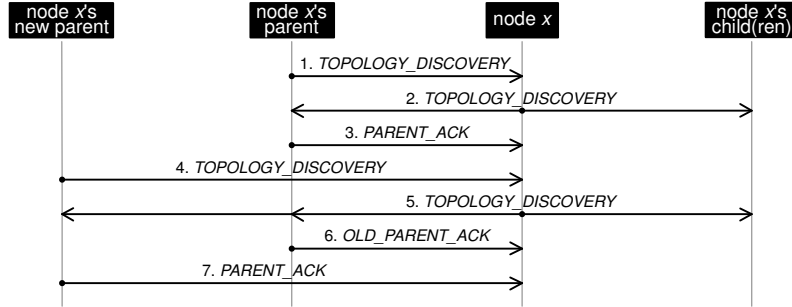 node x's
new parent
node x's
parent
node x
node x's
child(ren)
1. TOPOLOGY_DISCOVERY
2. TOPOLOGY_DISCOVERY
3. PARENT_ACK
4. TOPOLOGY_DISCOVERY
5. TOPOLOGY_DISCOVERY
6. OLD_PARENT_ACK
7. PARENT_ACK